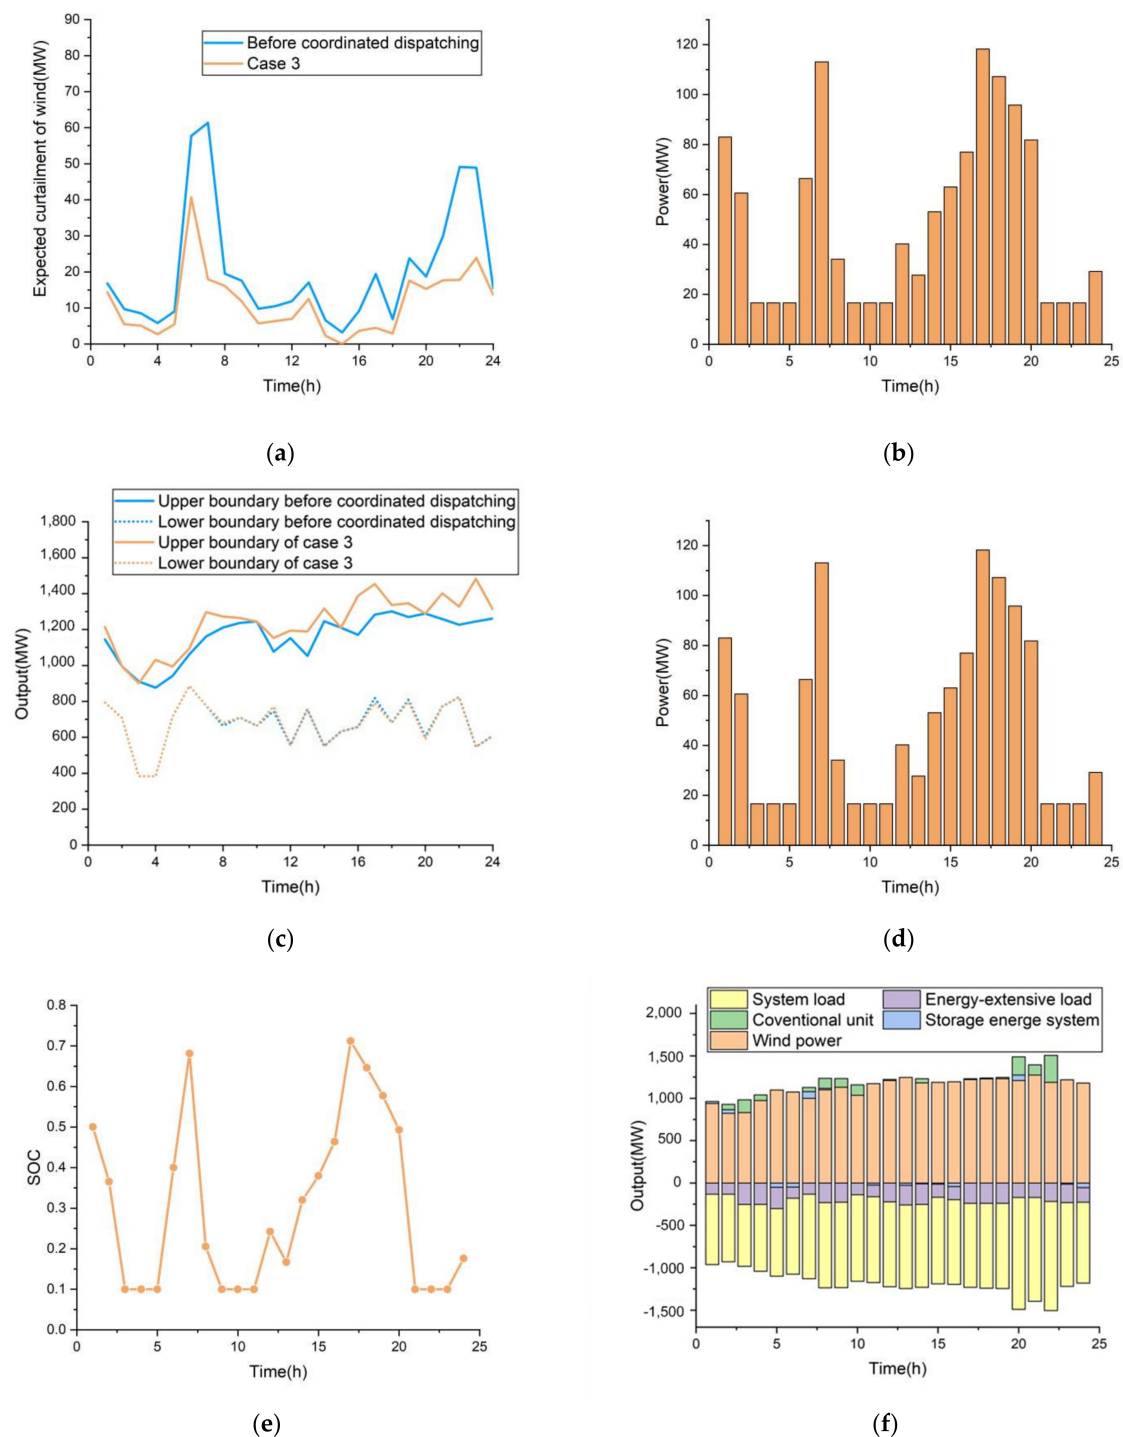 Expected curtailment of wind(MW)
90
80
70
60
50
40
30
20
10
0
Before coordinated dispatching
Case 3
0 4 8 12 16 20 24
Time(h)
(a)
Power(MW)
120
100
80
60
40
20
0
0 5 10 15 20 25
Time(h)
(b)
Upper boundary before coordinated dispatching
Lower boundary before coordinated dispatching
Upper boundary of case 3
Lower boundary of case 3
Output(MW)
1,800
1,600
1,400
1,200
1,000
800
600
400
200
0
0 4 8 12 16 20 24
Time(h)
(c)
Power(MW)
120
100
80
60
40
20
0
0 5 10 15 20 25
Time(h)
(d)
SOC
0.8
0.7
0.6
0.5
0.4
0.3
0.2
0.1
0.0
0 5 10 15 20 25
Time(h)
(e)
System load Energy-extensive load
Coventional unit Storage energe system
Wind power
Output(MW)
2,000
1,500
1,000
500
0
-500
-1,000
-1,500
0 5 10 15 20 25
Time(h)
(f)